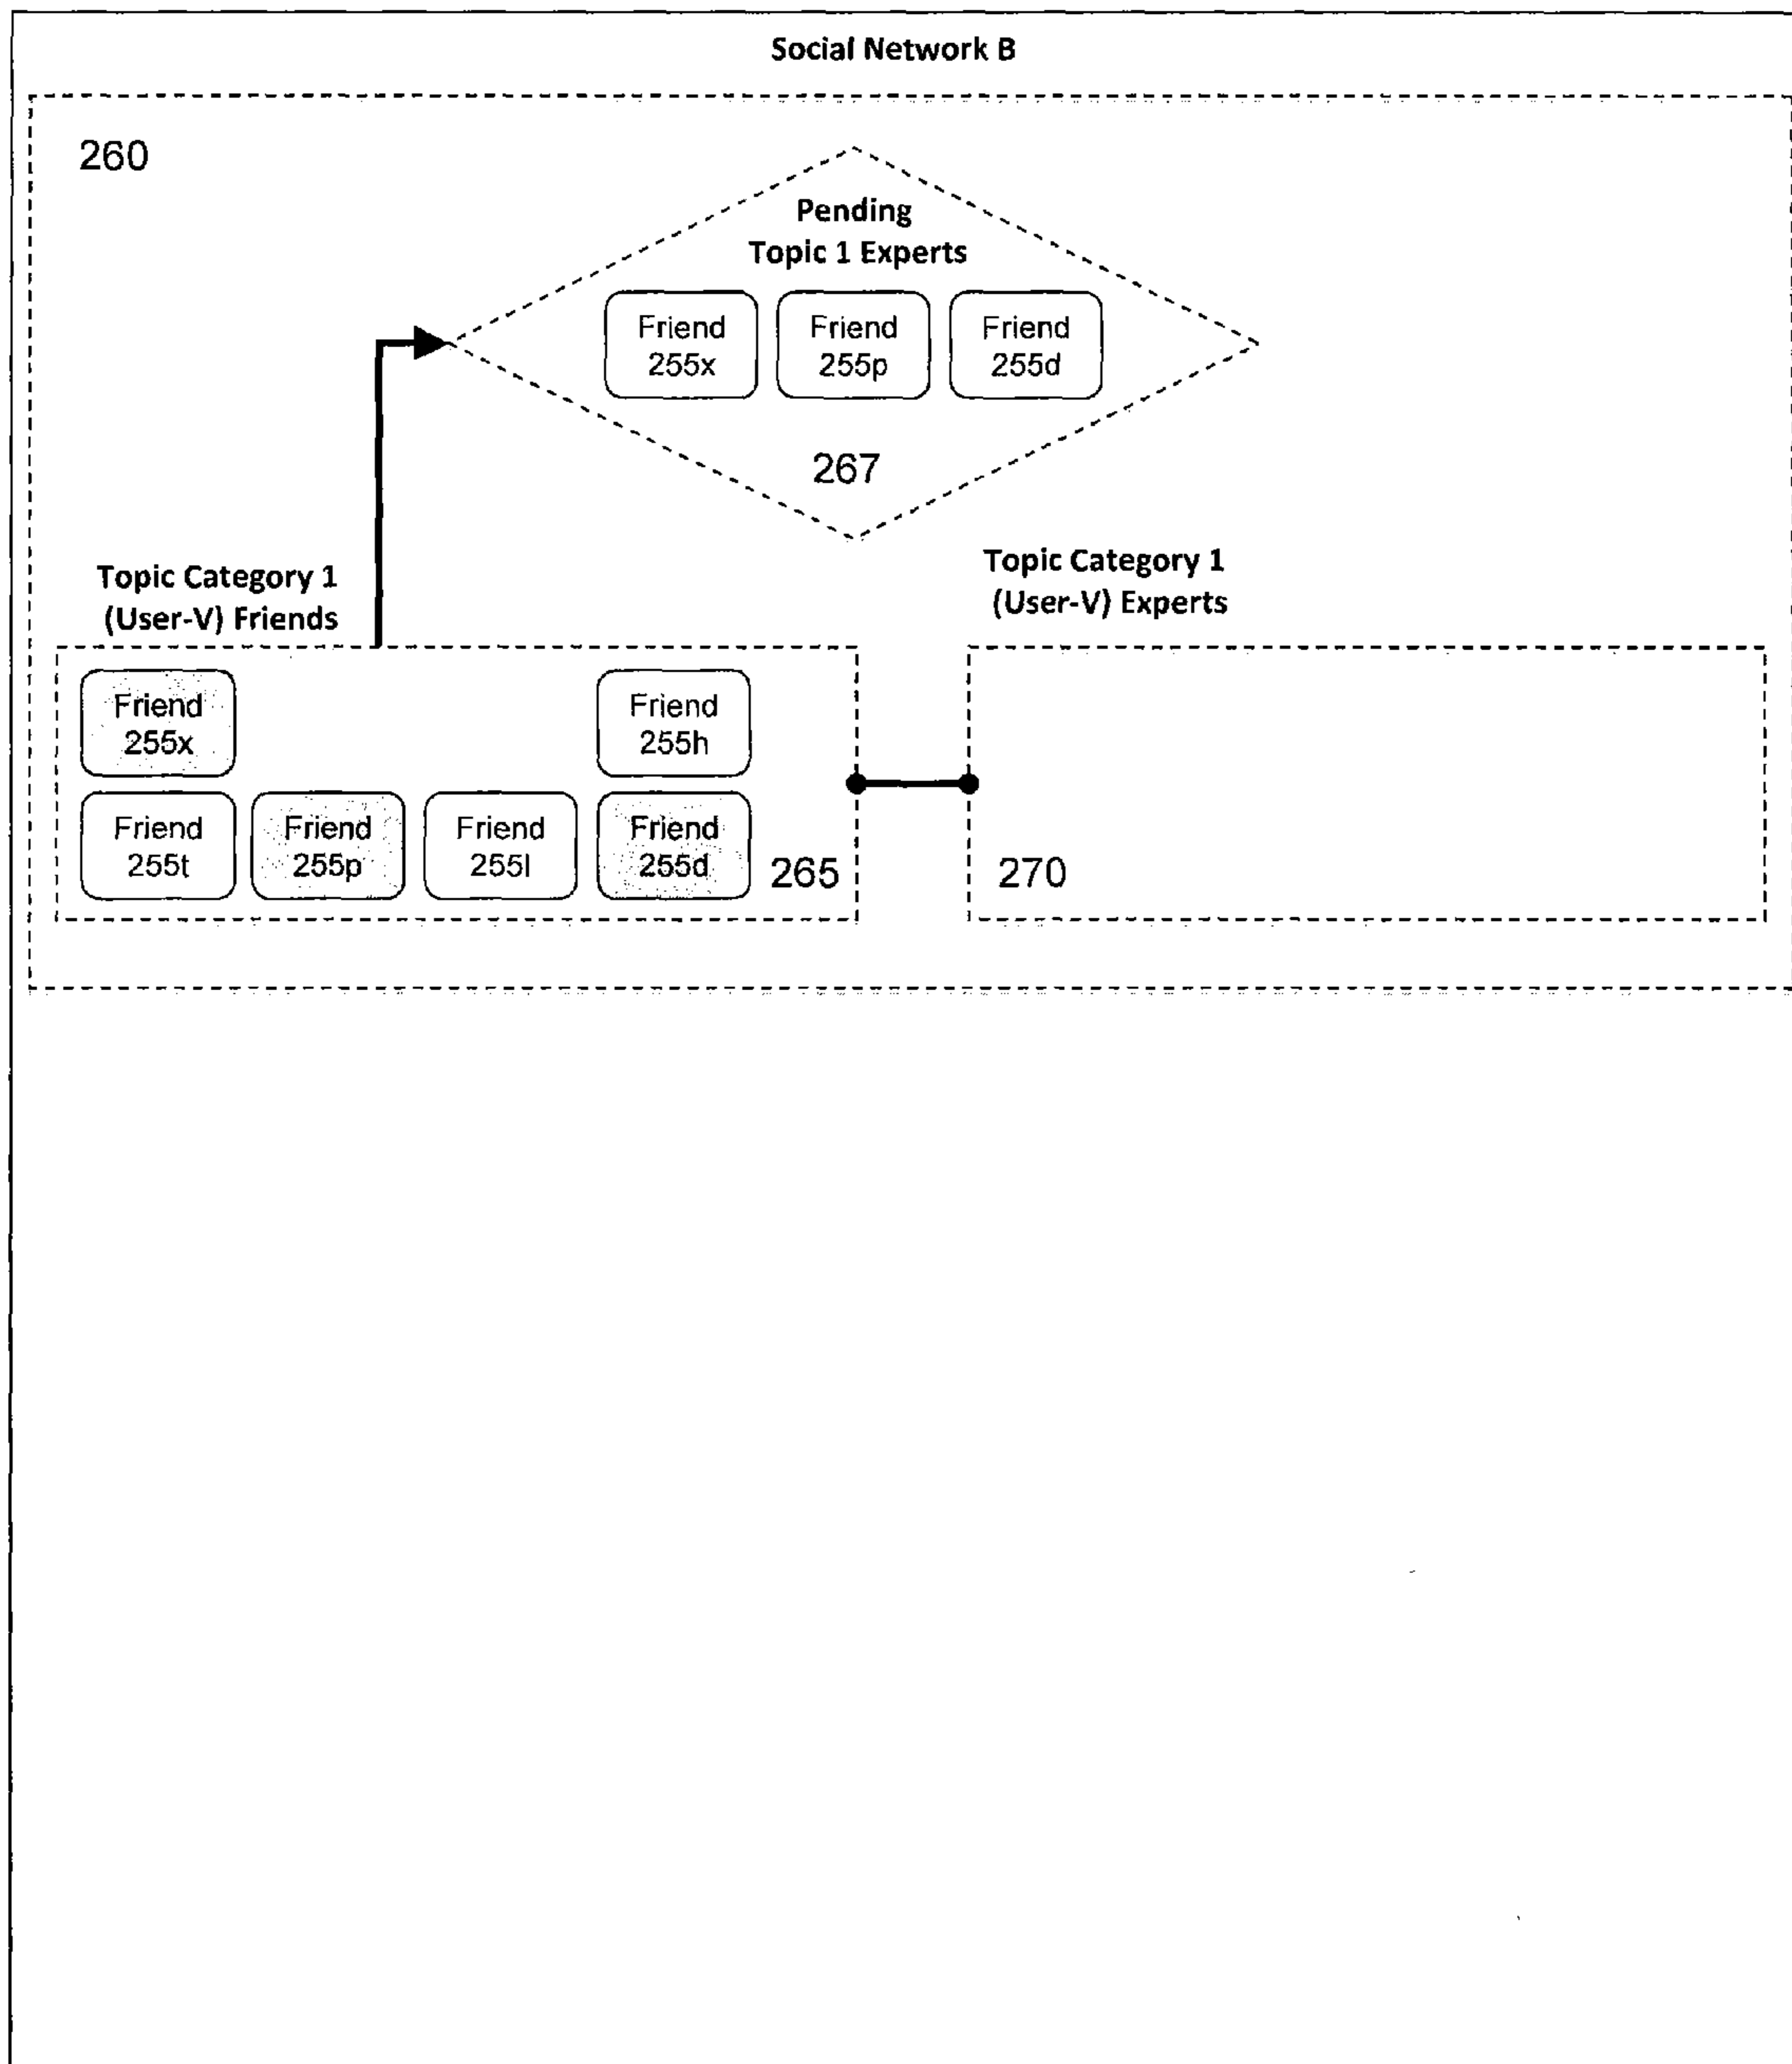 Social Network B
260
Pending
Topic 1 Experts
Friend
255x
Friend
255p
Friend
255d
267
Topic Category 1
(User-V) Friends
Topic Category 1
(User-V) Experts
Friend
255x
Friend
255h
Friend
255t
Friend
255p
Friend
255l
Friend
255d
265
270